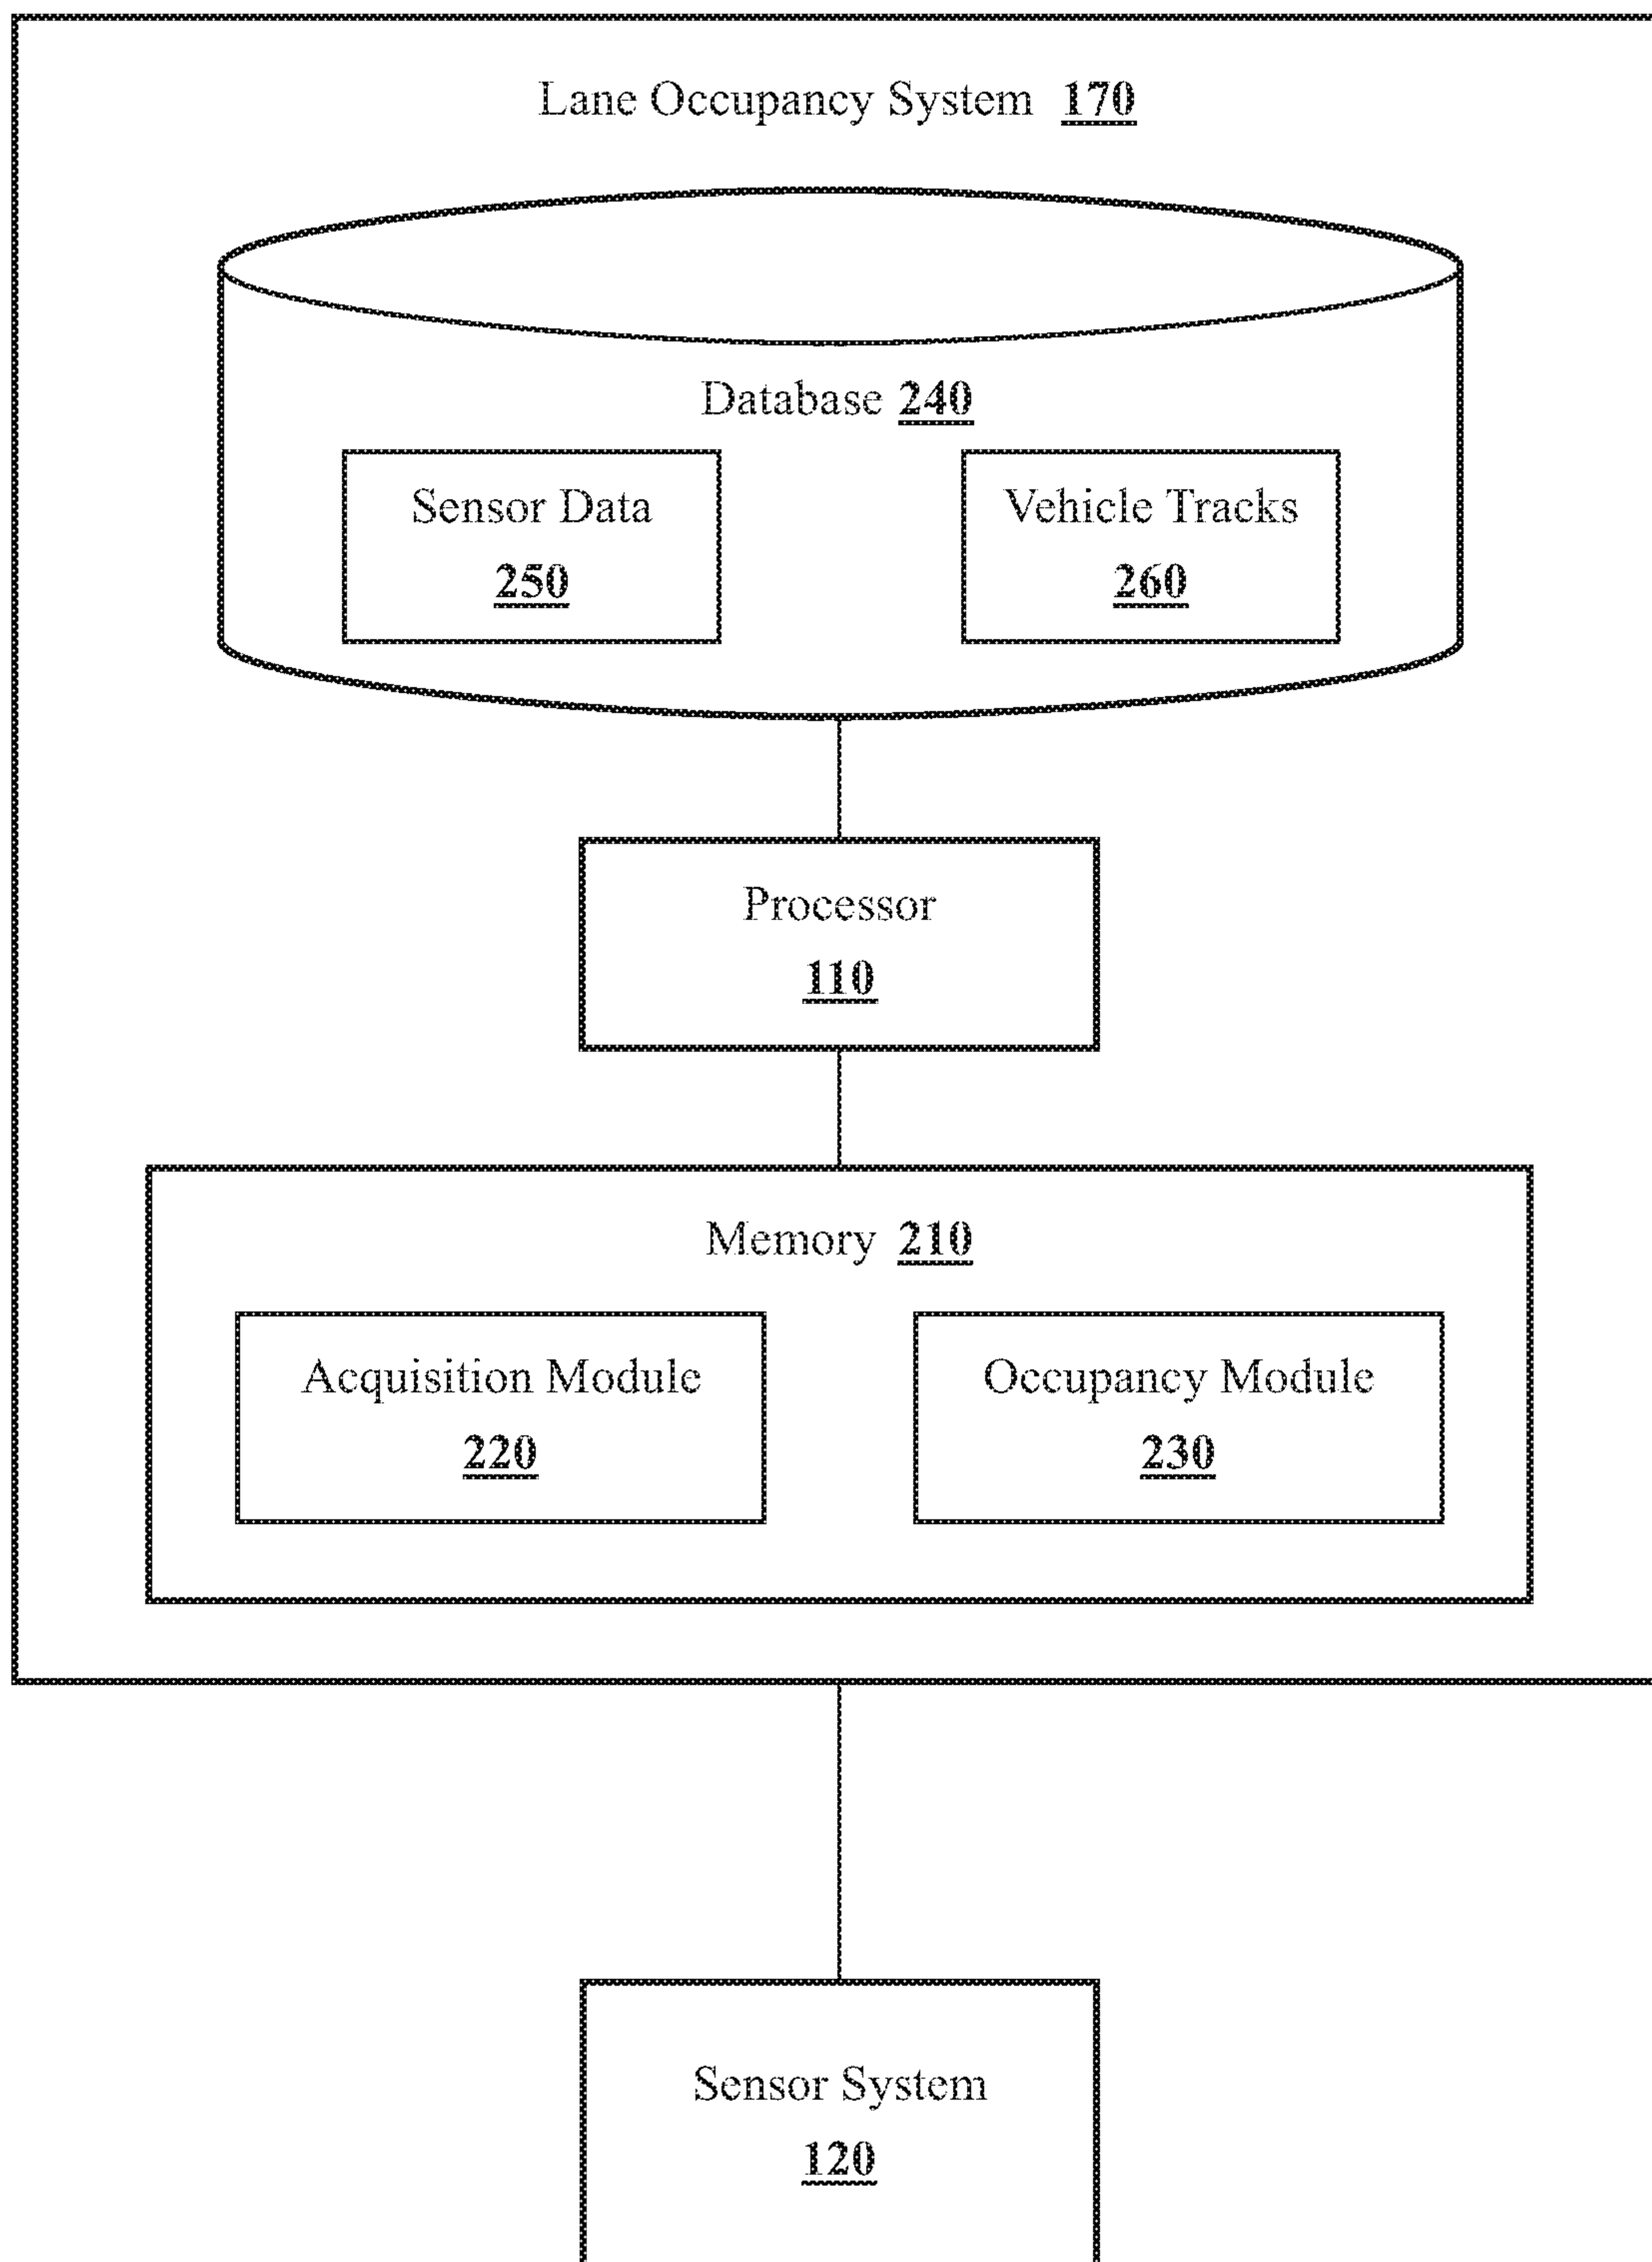 Lane Occupancy System 170
Database 240
Sensor Data
250
Vehicle Tracks
260
Processor
110
Memory 210
Acquisition Module
220
Occupancy Module
230
Sensor System
120